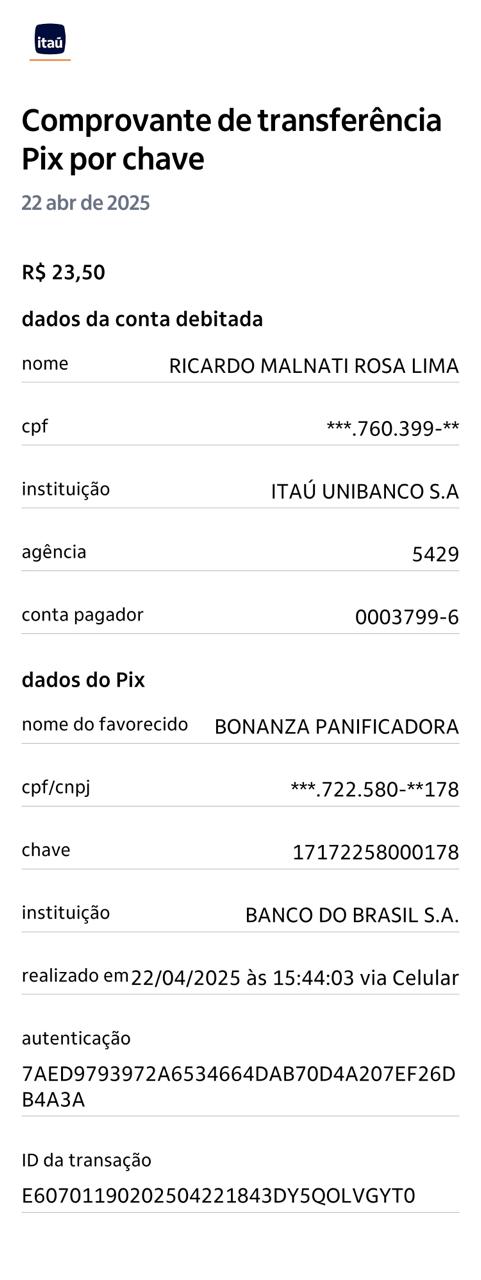 itaú
Comprovante de transferência
Pix por chave
22 abr de 2025
R$ 23,50
dados da conta debitada
nome RICARDO MALNATI ROSA LIMA
cpf ***.760.399-**
instituição ITAÚ UNIBANCO S.A
agência 5429
conta pagador 0003799-6
dados do Pix
nome do favorecido BONANZA PANIFICADORA
cpf/cnpj ***.722.580-**178
chave 17172258000178
instituição BANCO DO BRASIL S.A.
realizado em 22/04/2025 às 15:44:03 via Celular
autenticação
7AED9793972A6534664DAB70D4A207EF26D
B4A3A
ID da transação
E60701190202504221843DY5QOLVGYT0